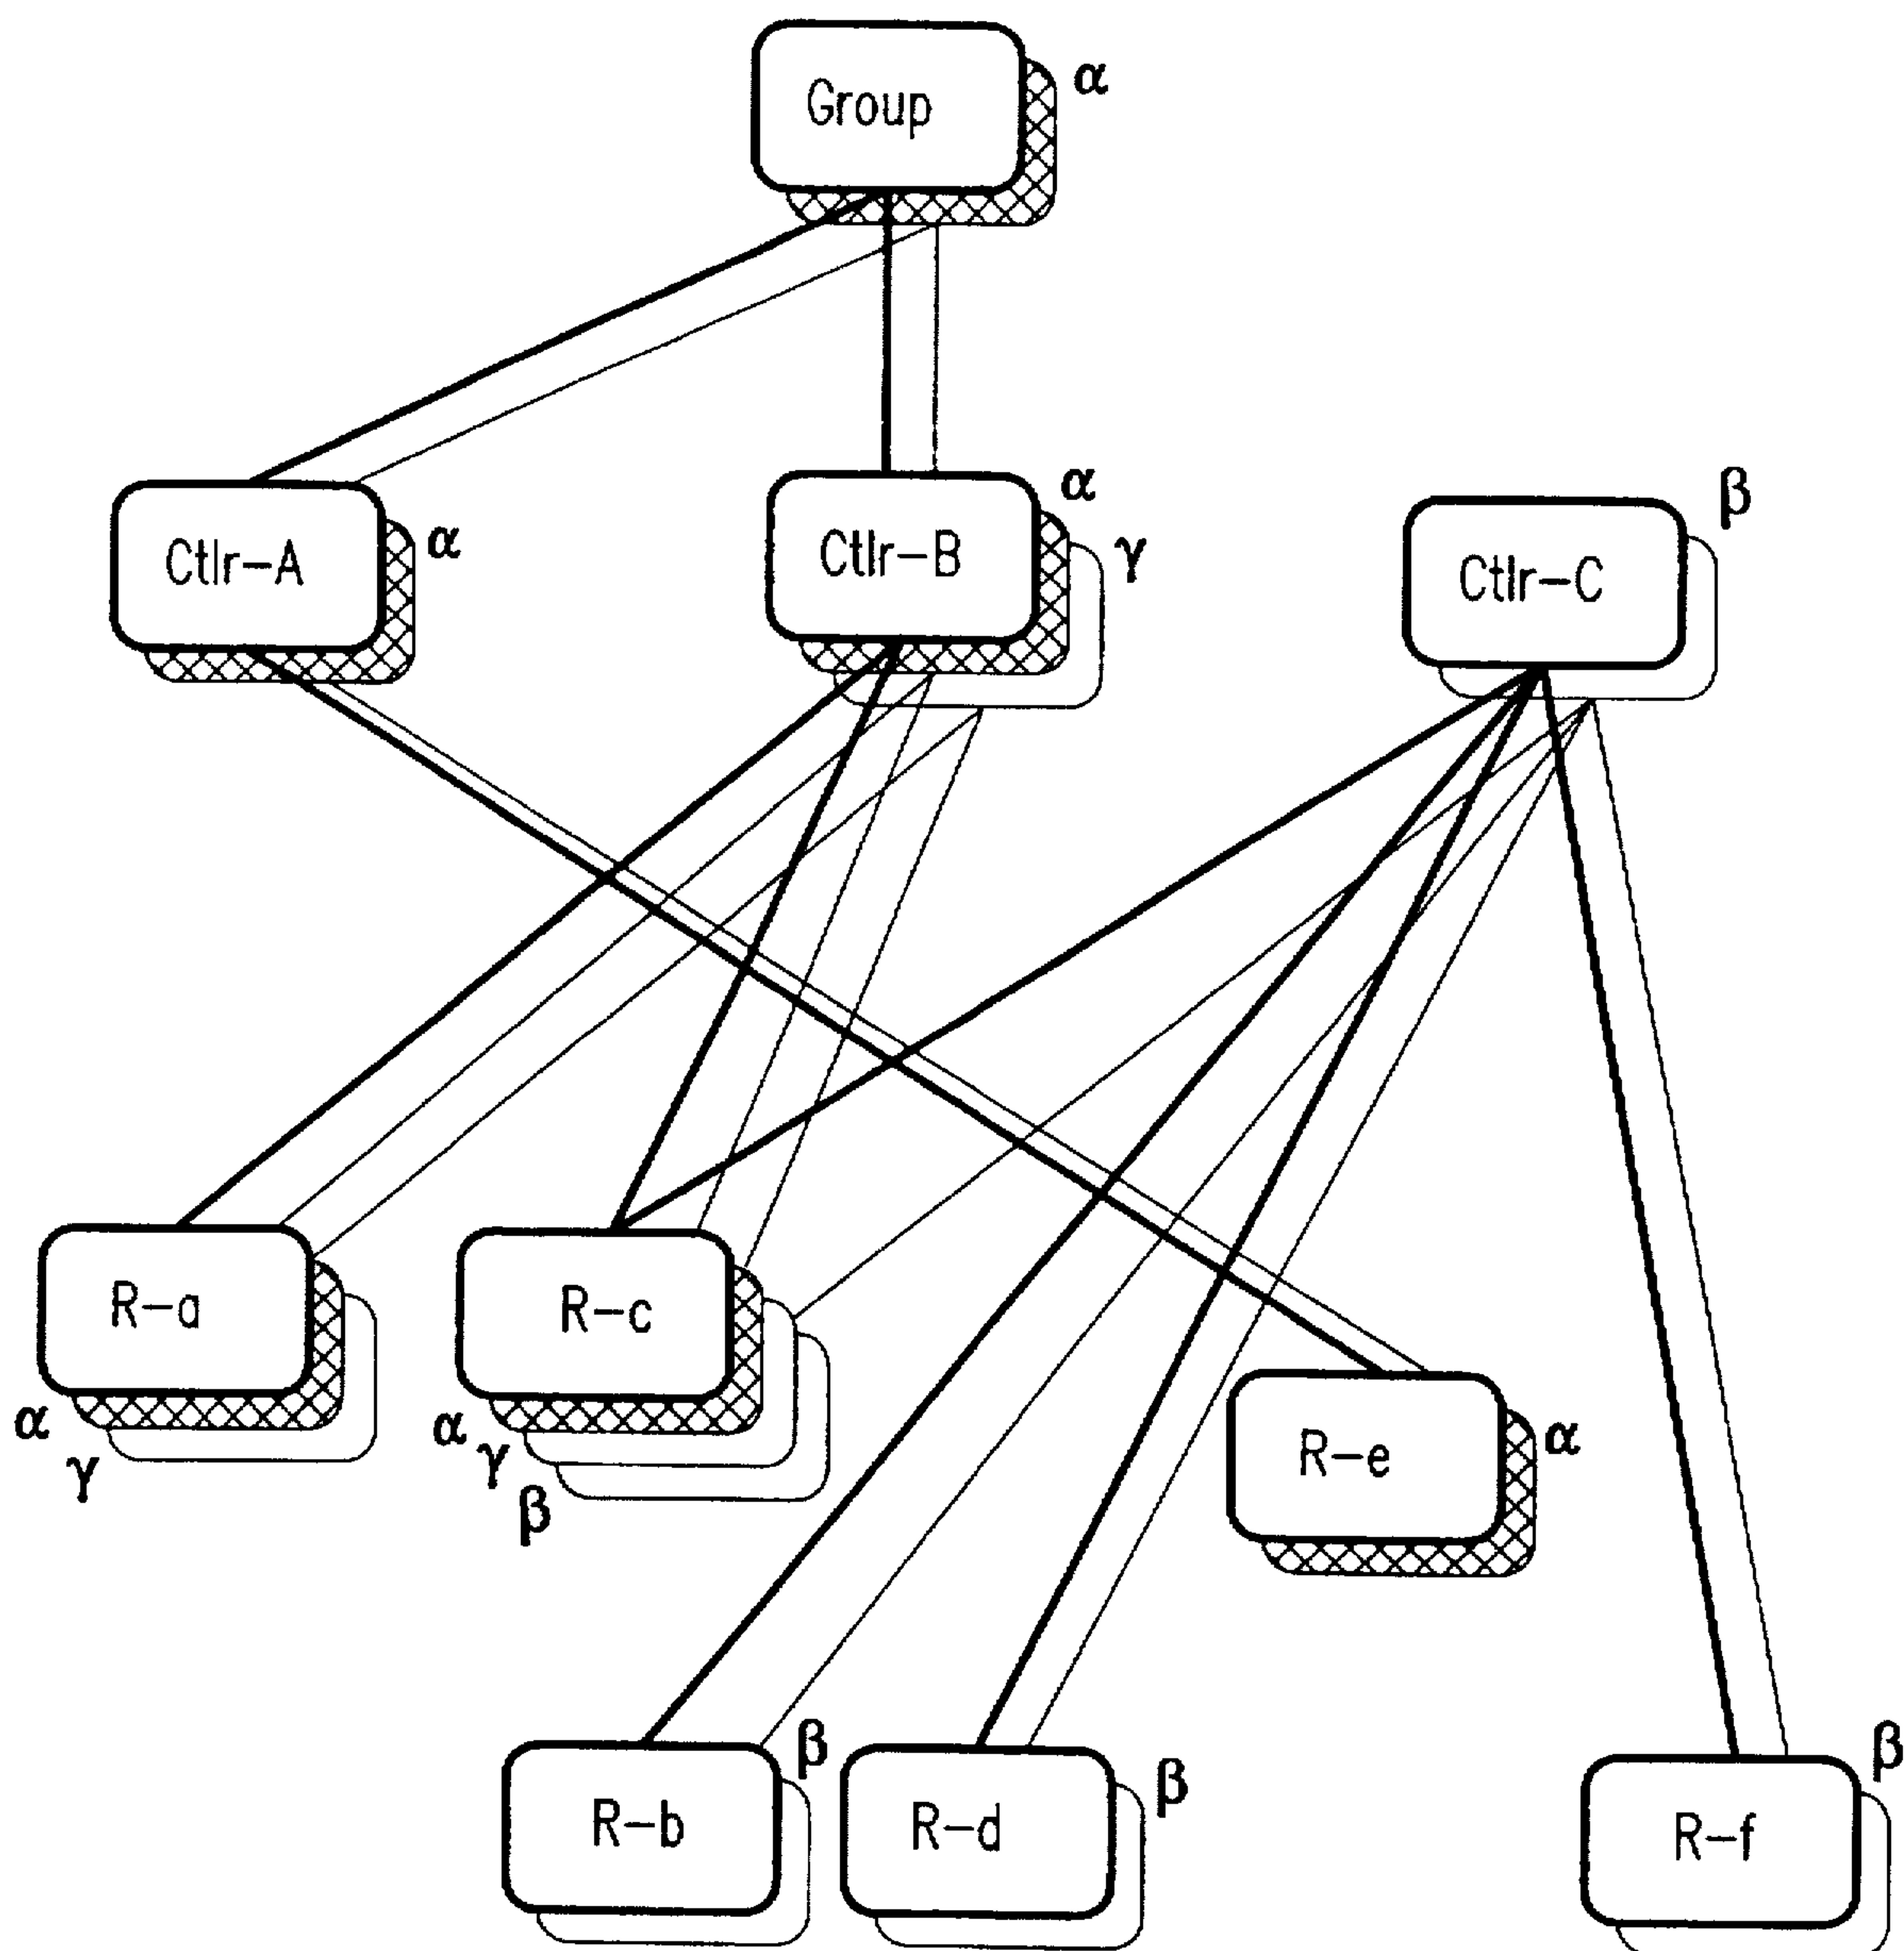 Group
α
Ctlr-A
α
Ctlr-B
α
γ
Ctlr-C
β
R-a
α
γ
R-c
α
γ
β
R-e
α
R-b
β
R-d
β
R-f
β